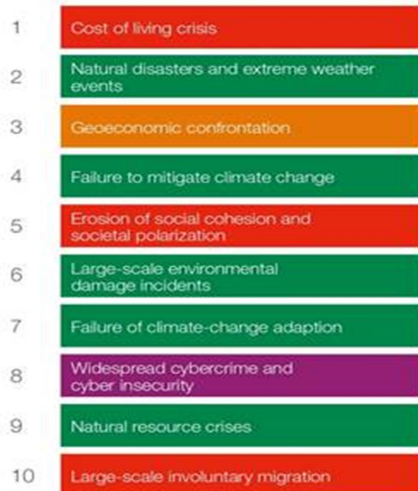 1 Cost of living crisis
2 Natural disasters and extreme weather
events
3 Geoeconomic confrontation
4 Failure to mitigate climate change
5 Erosion of social cohesion and
societal polarization
6 Large-scale environmental
damage incidents
7 Failure of climate-change adaption
8 Widespread cybercrime and
cyber insecurity
9 Natural resource crises
10 Large-scale involuntary migration